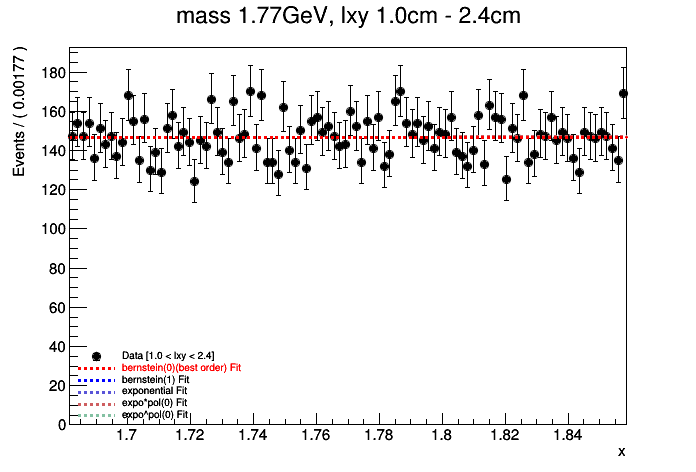 mass 1.77GeV, lxy 1.0cm - 2.4cm
Events / ( 0.00177 )
180
160
140
120
100
80
60
40
20
0
Data [1.0 < lxy < 2.4]
bernstein(0)(best order) Fit
bernstein(1) Fit
exponential Fit
expo*pol(0) Fit
expo^pol(0) Fit
1.7 1.72 1.74 1.76 1.78 1.8 1.82 1.84
x